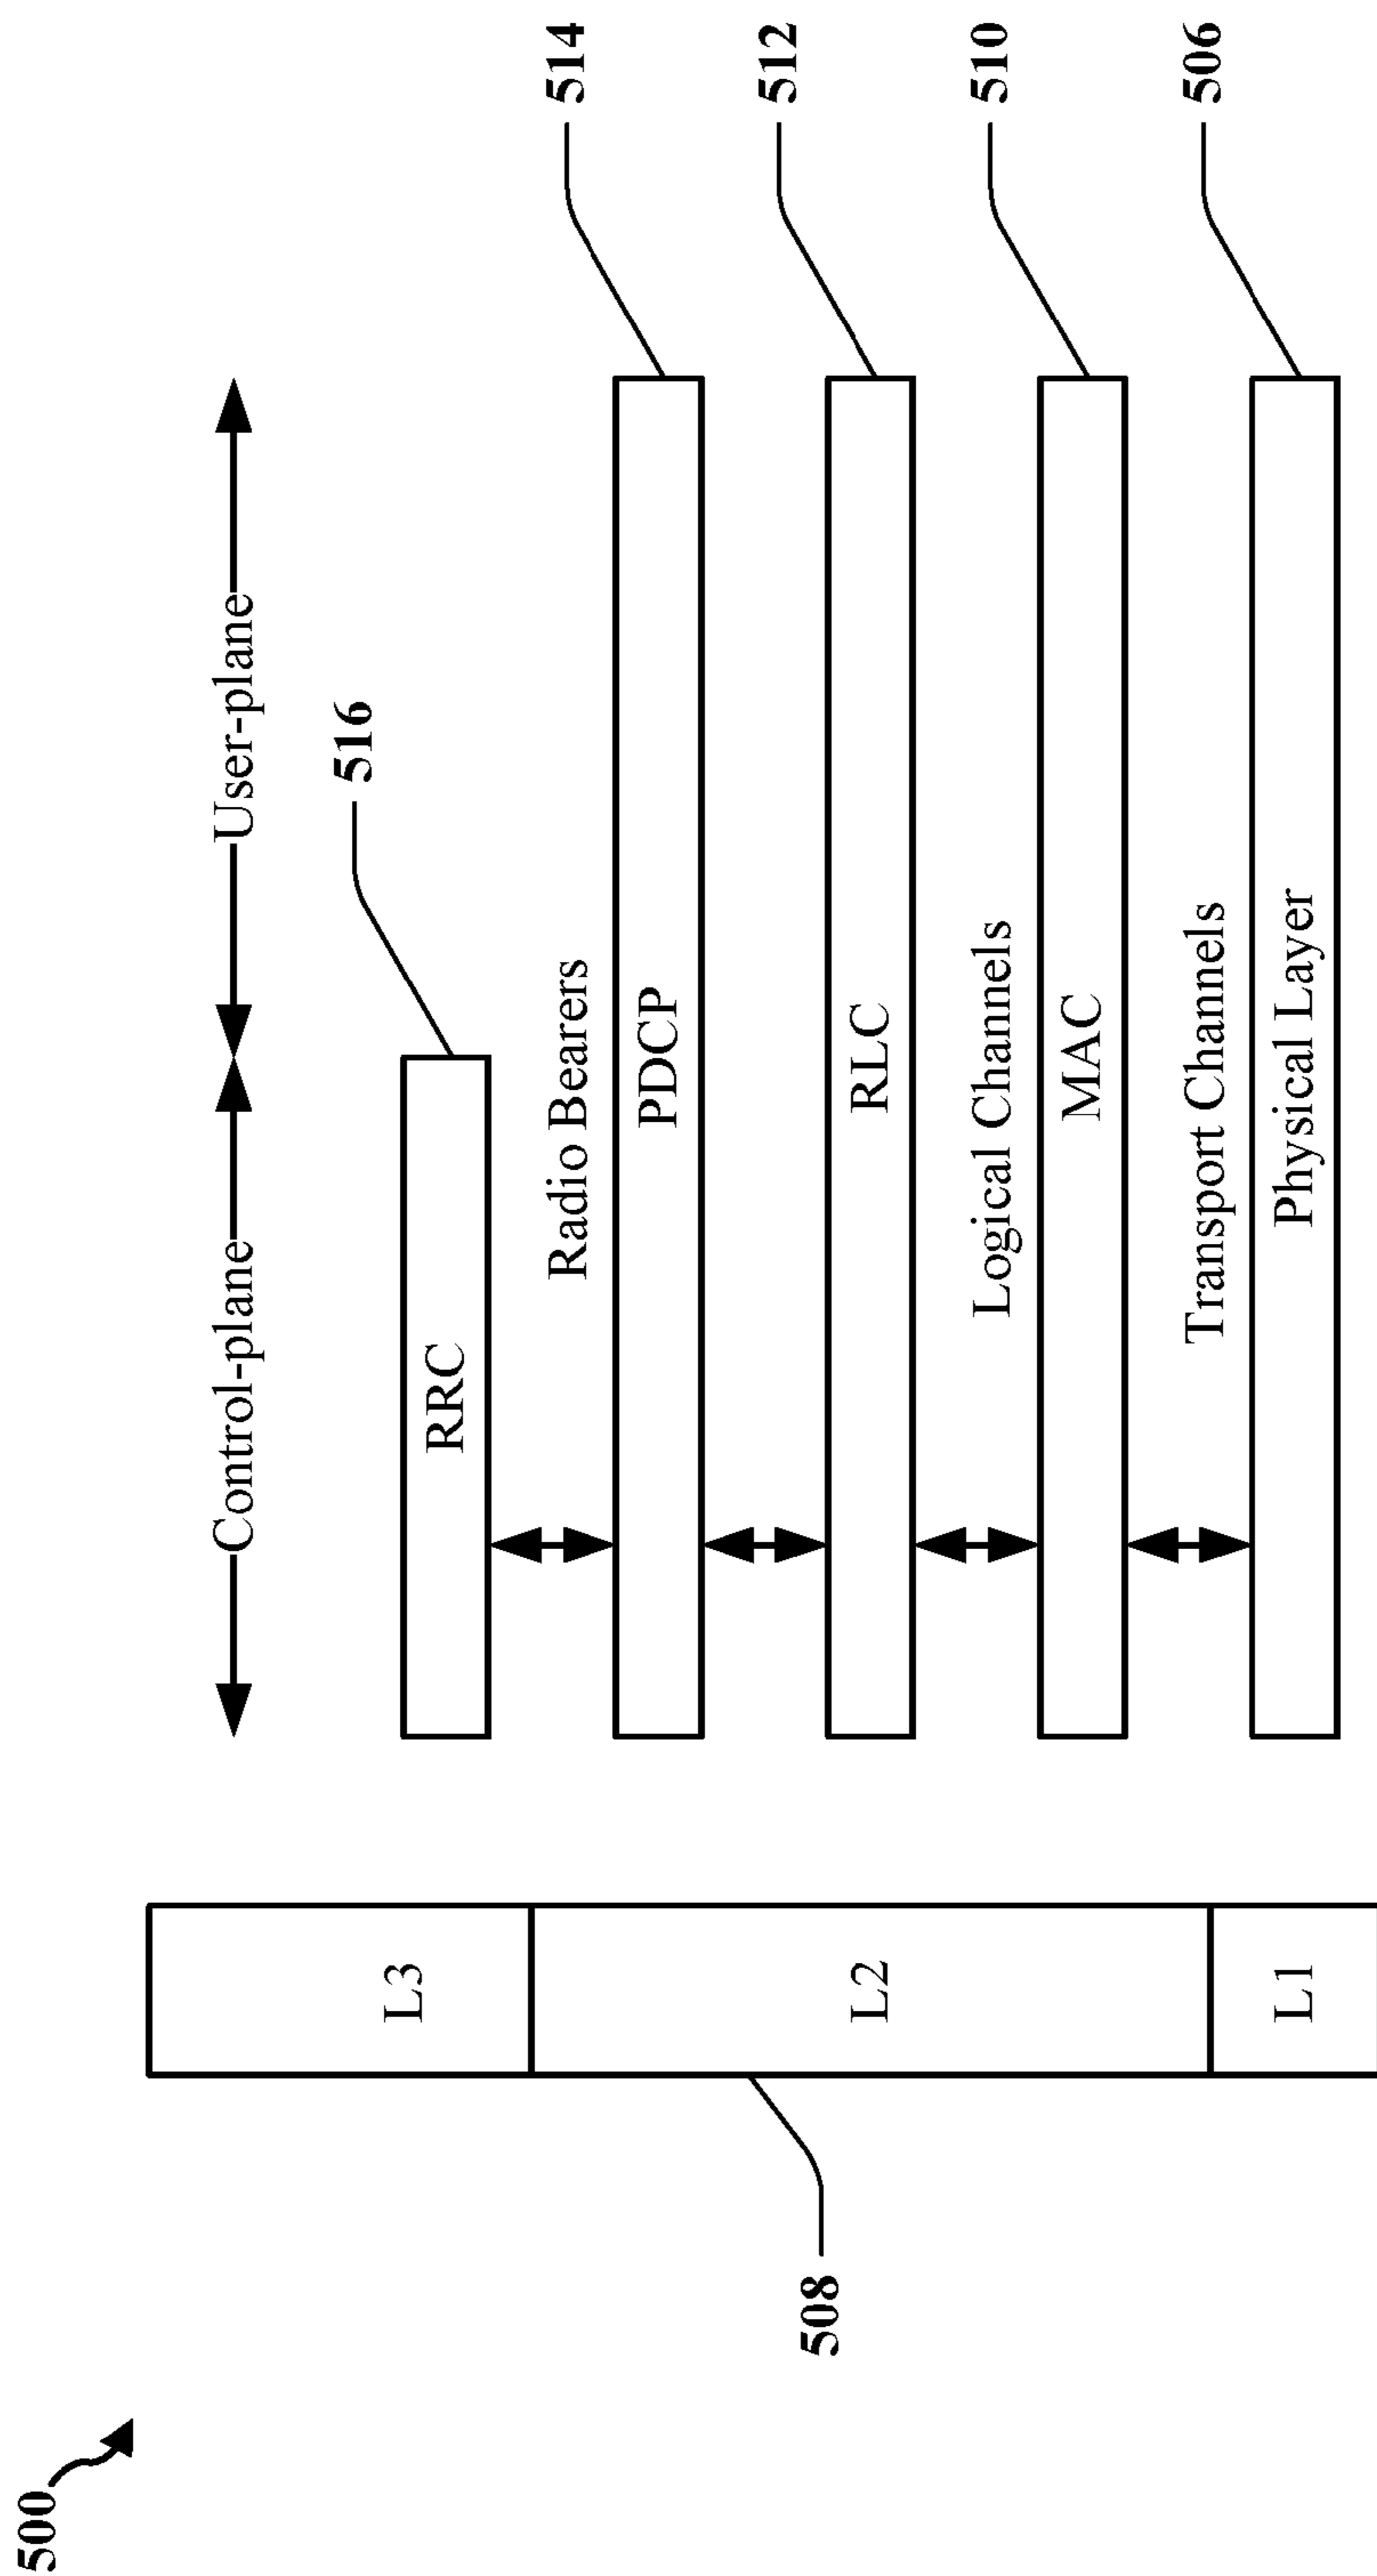 500
Control-plane
User-plane
516
L3
RRC
Radio Bearers
514
PDCP
508
L2
512
RLC
Logical Channels
510
MAC
Transport Channels
506
L1
Physical Layer